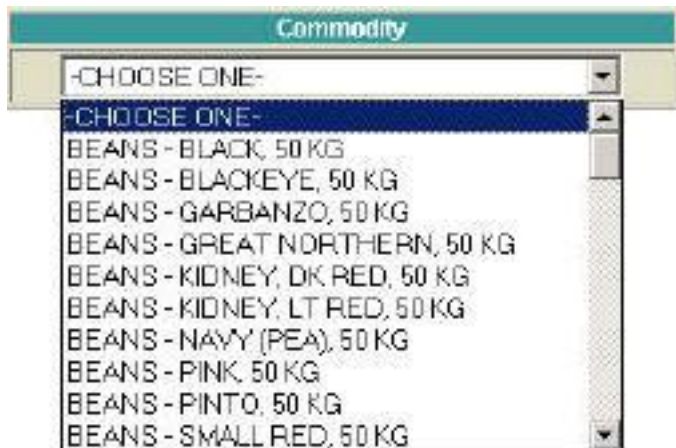 Commodity
-CHOOSE ONE-
-CHOOSE ONE-
BEANS - BLACK, 50 KG
BEANS - BLACKEYE, 50 KG
BEANS - GARBANZO, 50 KG
BEANS - GREAT NORTHERN, 50 KG
BEANS - KIDNEY, DK RED, 50 KG
BEANS - KIDNEY, LT RED, 50 KG
BEANS - NAVY (PEA), 50 KG
BEANS - PINK, 50 KG
BEANS - PINTO, 50 KG
BEANS - SMALL RED, 50 KG